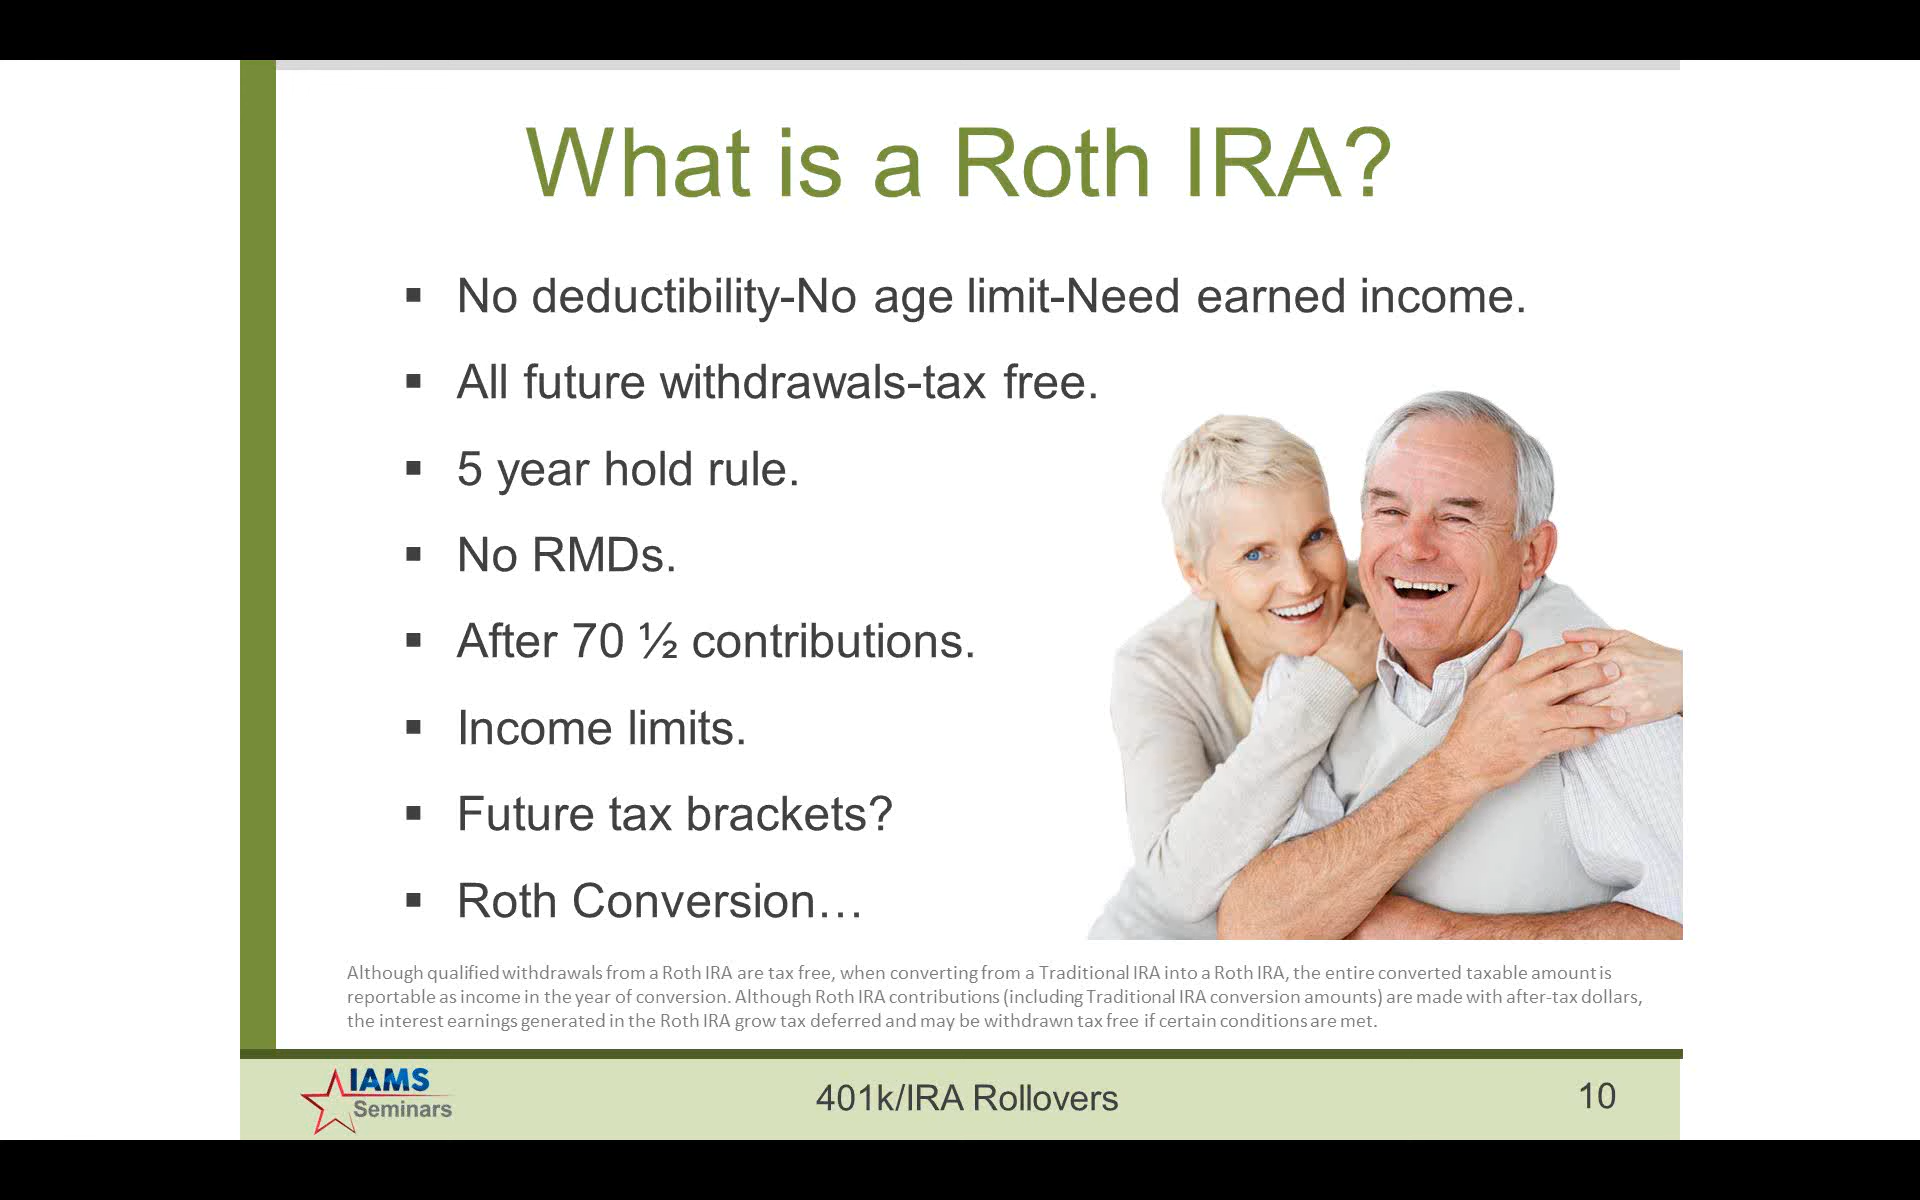 What is a Roth IRA?
▪ No deductibility-No age limit-Need earned income.
▪ All future withdrawals-tax free.
▪ 5 year hold rule.
▪ No RMDs.
▪ After 70 ½ contributions.
▪ Income limits.
▪ Future tax brackets?
▪ Roth Conversion…
Although qualified withdrawals from a Roth IRA are tax free, when converting from a Traditional IRA into a Roth IRA, the entire converted taxable amount is
reportable as income in the year of conversion. Although Roth IRA contributions (including Traditional IRA conversion amounts) are made with after-tax dollars,
the interest earnings generated in the Roth IRA grow tax deferred and may be withdrawn tax free if certain conditions are met.
IAMS
Seminars
401k/IRA Rollovers
10